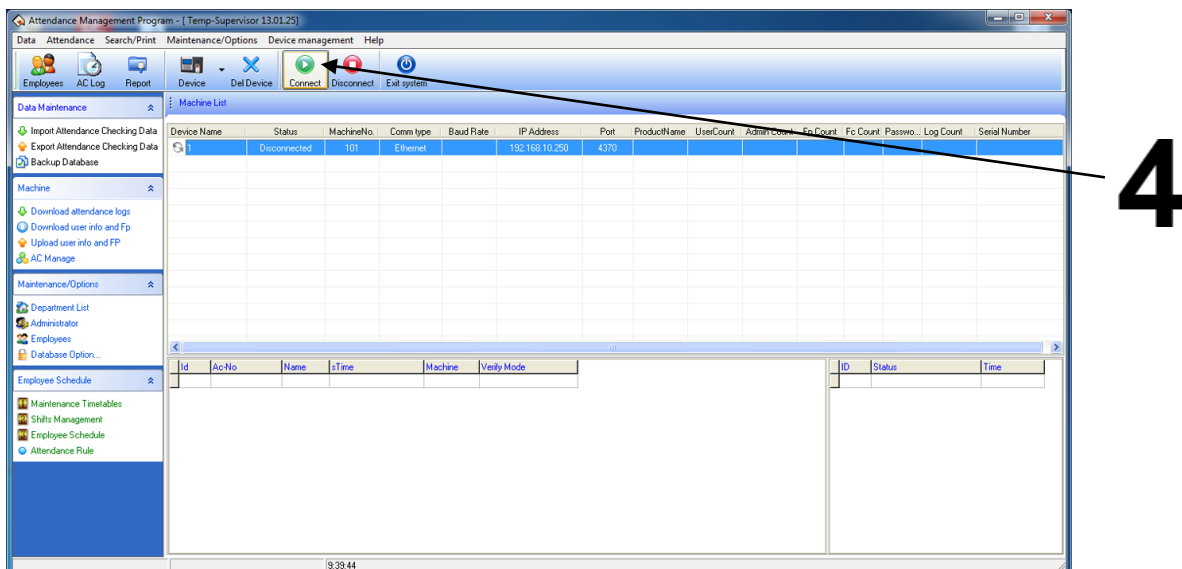 Attendance Management Program - [ Temp-Supervisor 13.01.25]
Data Attendance Search/Print Maintenance/Options Device management Help
Employees AC Log Report Device Del Device Connect Disconnect Exit system
Data Maintenance
Import Attendance Checking Data
Export Attendance Checking Data
Backup Database
Machine
Download attendance logs
Download user info and Fp
Upload user info and FP
AC Manage
Maintenance/Options
Department List
Administrator
Employees
Database Option...
Employee Schedule
Maintenance Timetables
Shifts Management
Employee Schedule
Attendance Rule
Machine List
Device Name Status MachineNo. Comm type Baud Rate IP Address Port ProductName UserCount Admin Count Fp Count Fc Count Passwo... Log Count Serial Number
1 Disconnected 101 Ethernet 192.168.10.250 4370
Id Ac-No Name sTime Machine Verify Mode
ID Status Time
9:39:44
4